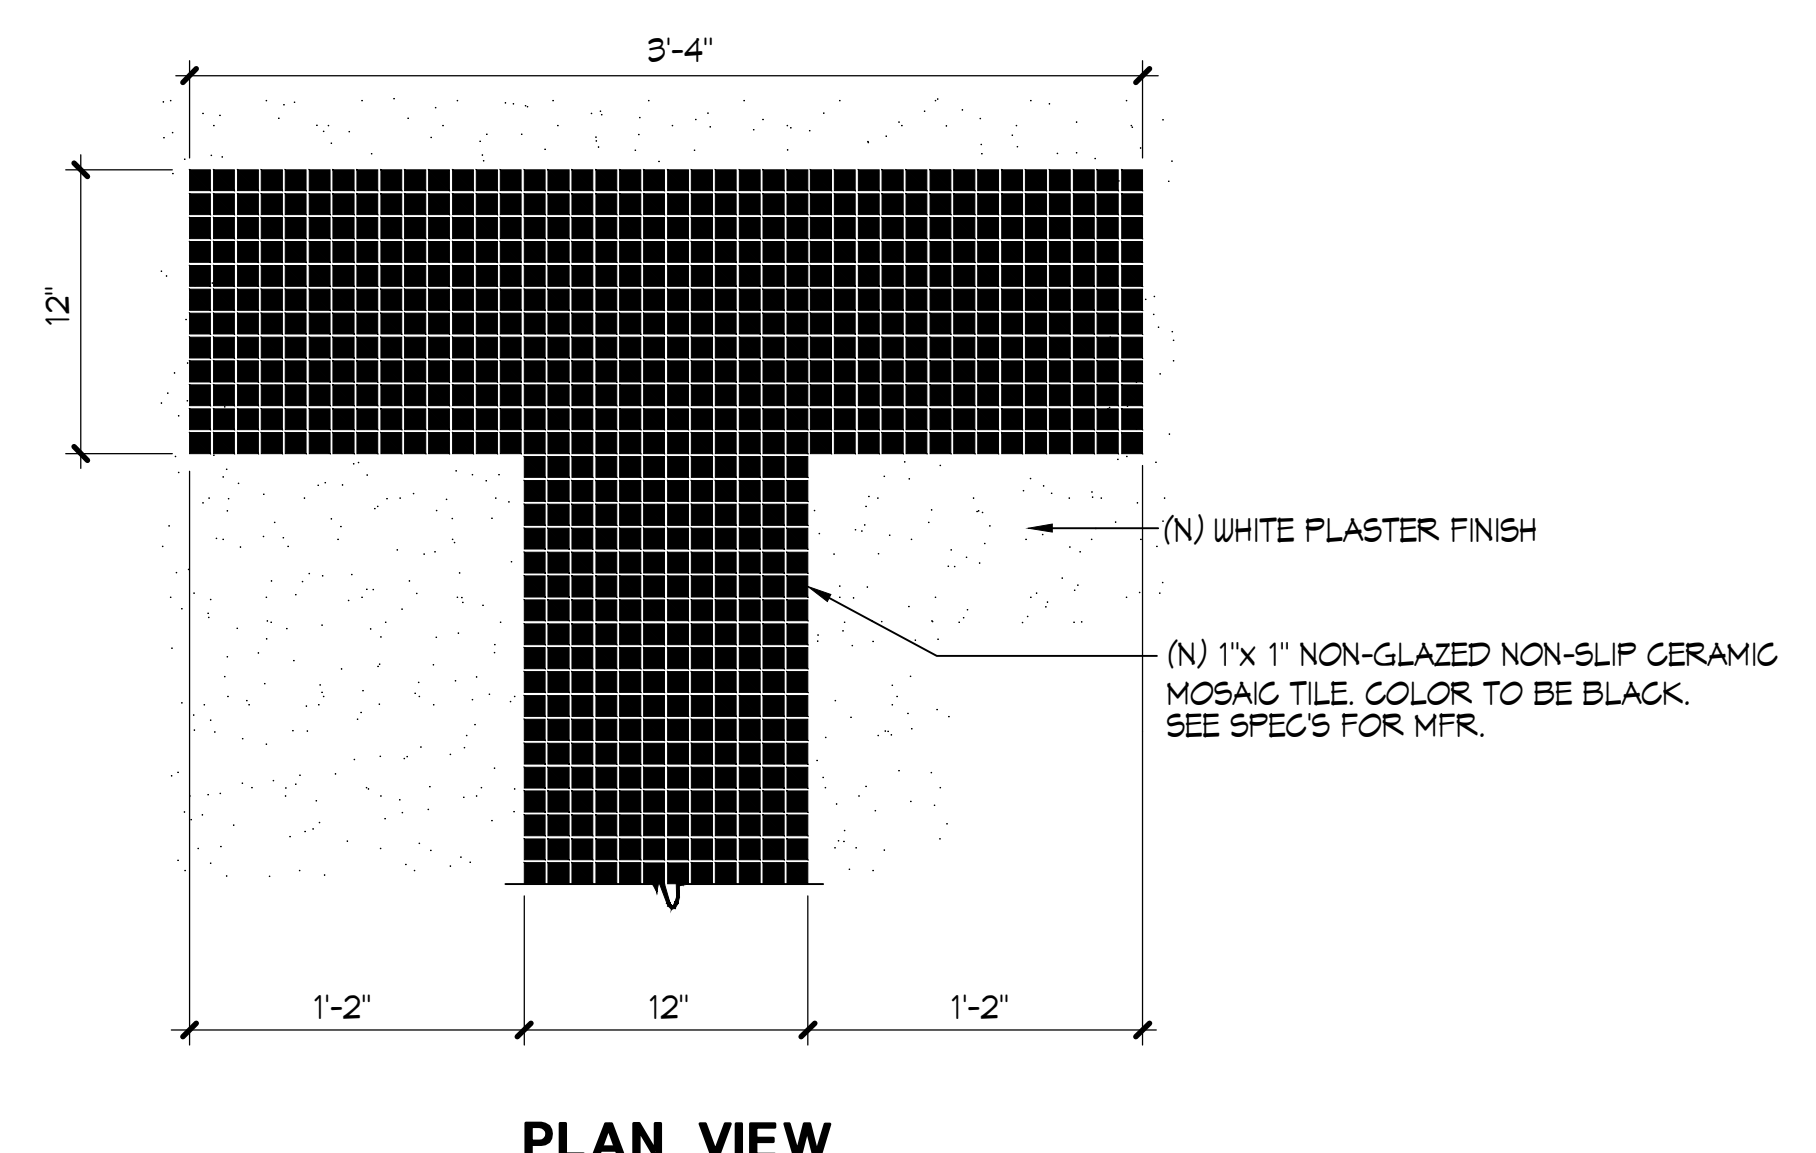 3'-4"
12"
(N) WHITE PLASTER FINISH
(N) 1"x 1" NON-GLAZED NON-SLIP CERAMIC
MOSAIC TILE. COLOR TO BE BLACK.
SEE SPEC'S FOR MFR.
1'-2" 12" 1'-2"
PLAN VIEW